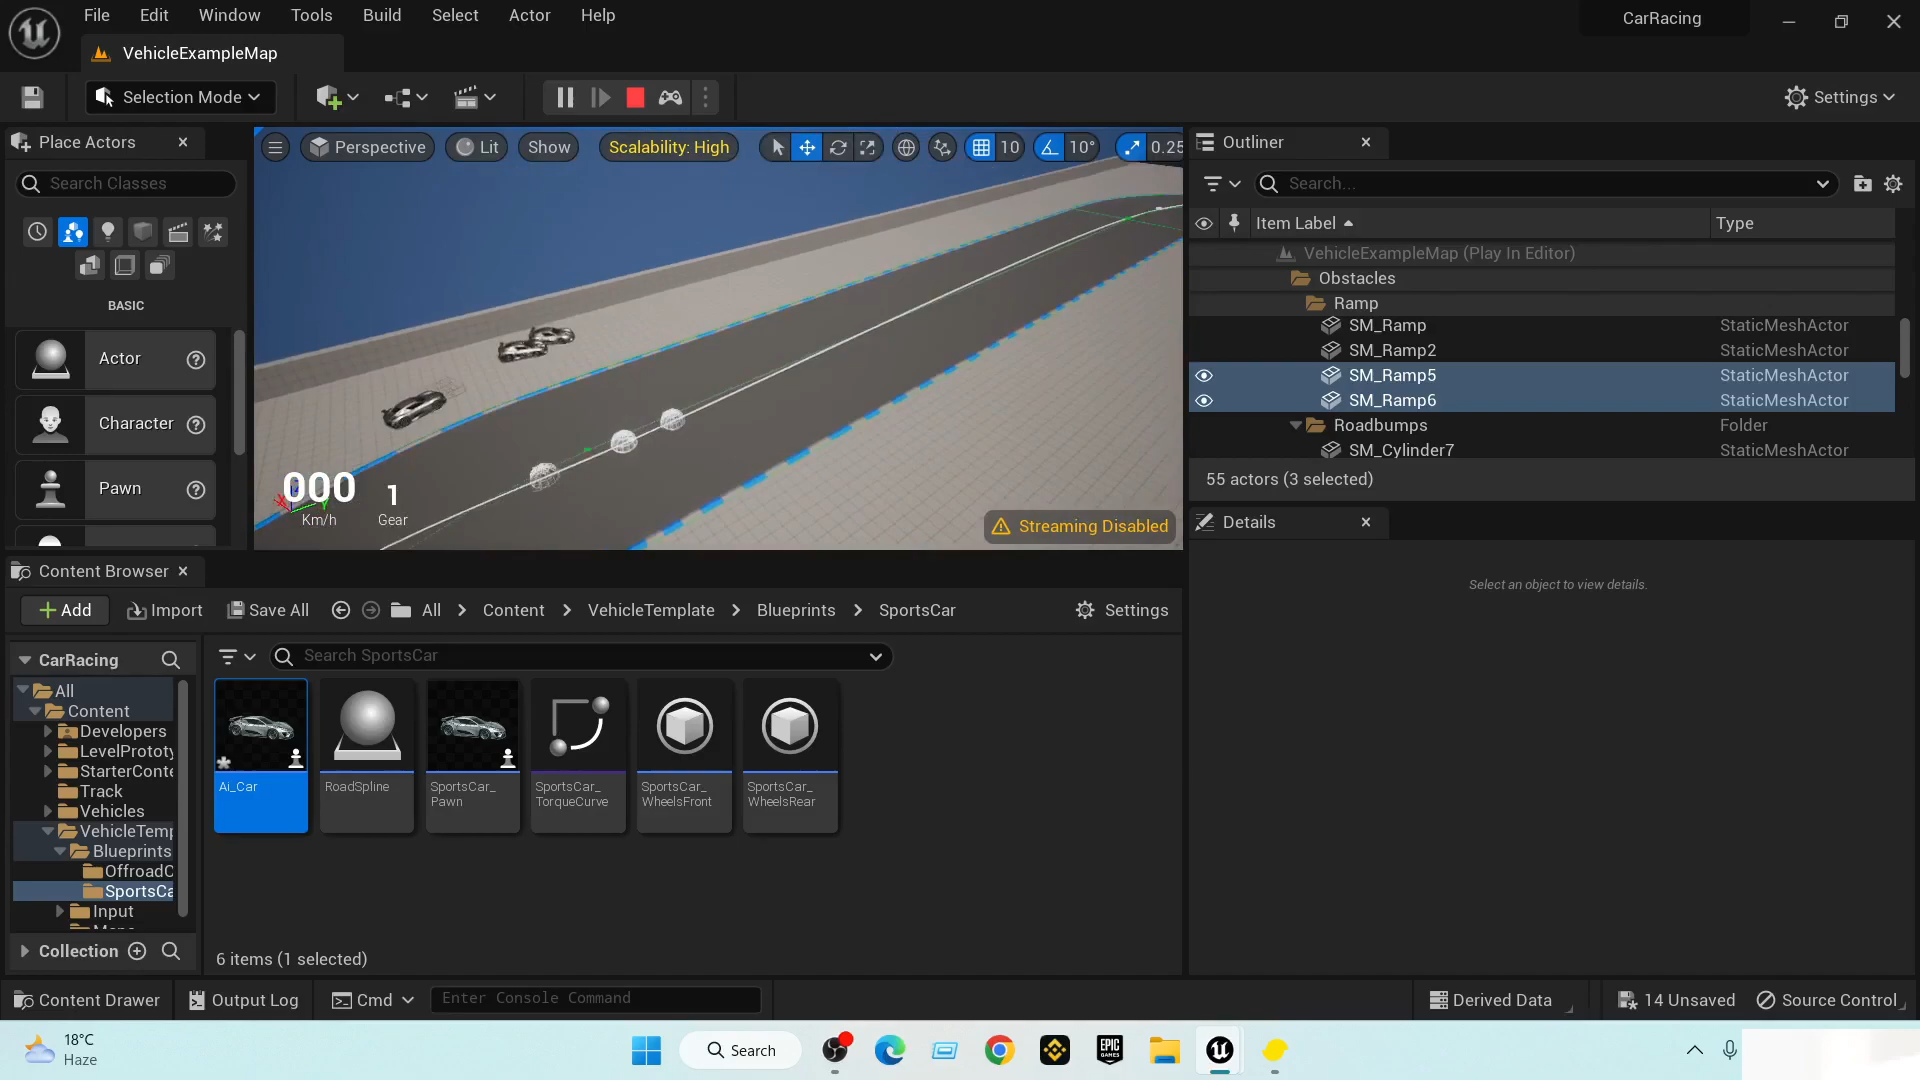 File Edit Window Tools Build Select Actor Help
CarRacing
VehicleExampleMap
Selection Mode
Settings
Place Actors
Search Classes
BASIC
Actor
Character
Pawn
Perspective
Lit
Show
Scalability: High
10
10°
0.25
000
Km/h
1
Gear
Streaming Disabled
Outliner
Search...
Item Label
Type
VehicleExampleMap (Play In Editor)
Obstacles
Ramp
SM_Ramp StaticMeshActor
SM_Ramp2 StaticMeshActor
SM_Ramp5 StaticMeshActor
SM_Ramp6 StaticMeshActor
Roadbumps Folder
SM_Cylinder7 StaticMeshActor
55 actors (3 selected)
Details
Select an object to view details.
Content Browser
Add
Import
Save All
All > Content > VehicleTemplate > Blueprints > SportsCar
Settings
CarRacing
All
Content
Developers
LevelPrototy
StarterConte
Track
Vehicles
VehicleTemp
Blueprints
OffroadC
SportsCa
Input
Collection
Search SportsCar
Ai_Car
RoadSpline
SportsCar_
Pawn
SportsCar_
TorqueCurve
SportsCar_
WheelsFront
SportsCar_
WheelsRear
6 items (1 selected)
Content Drawer
Output Log
Cmd
Enter Console Command
Derived Data
14 Unsaved
Source Control
18°C
Haze
Search
EPIC
GAMES